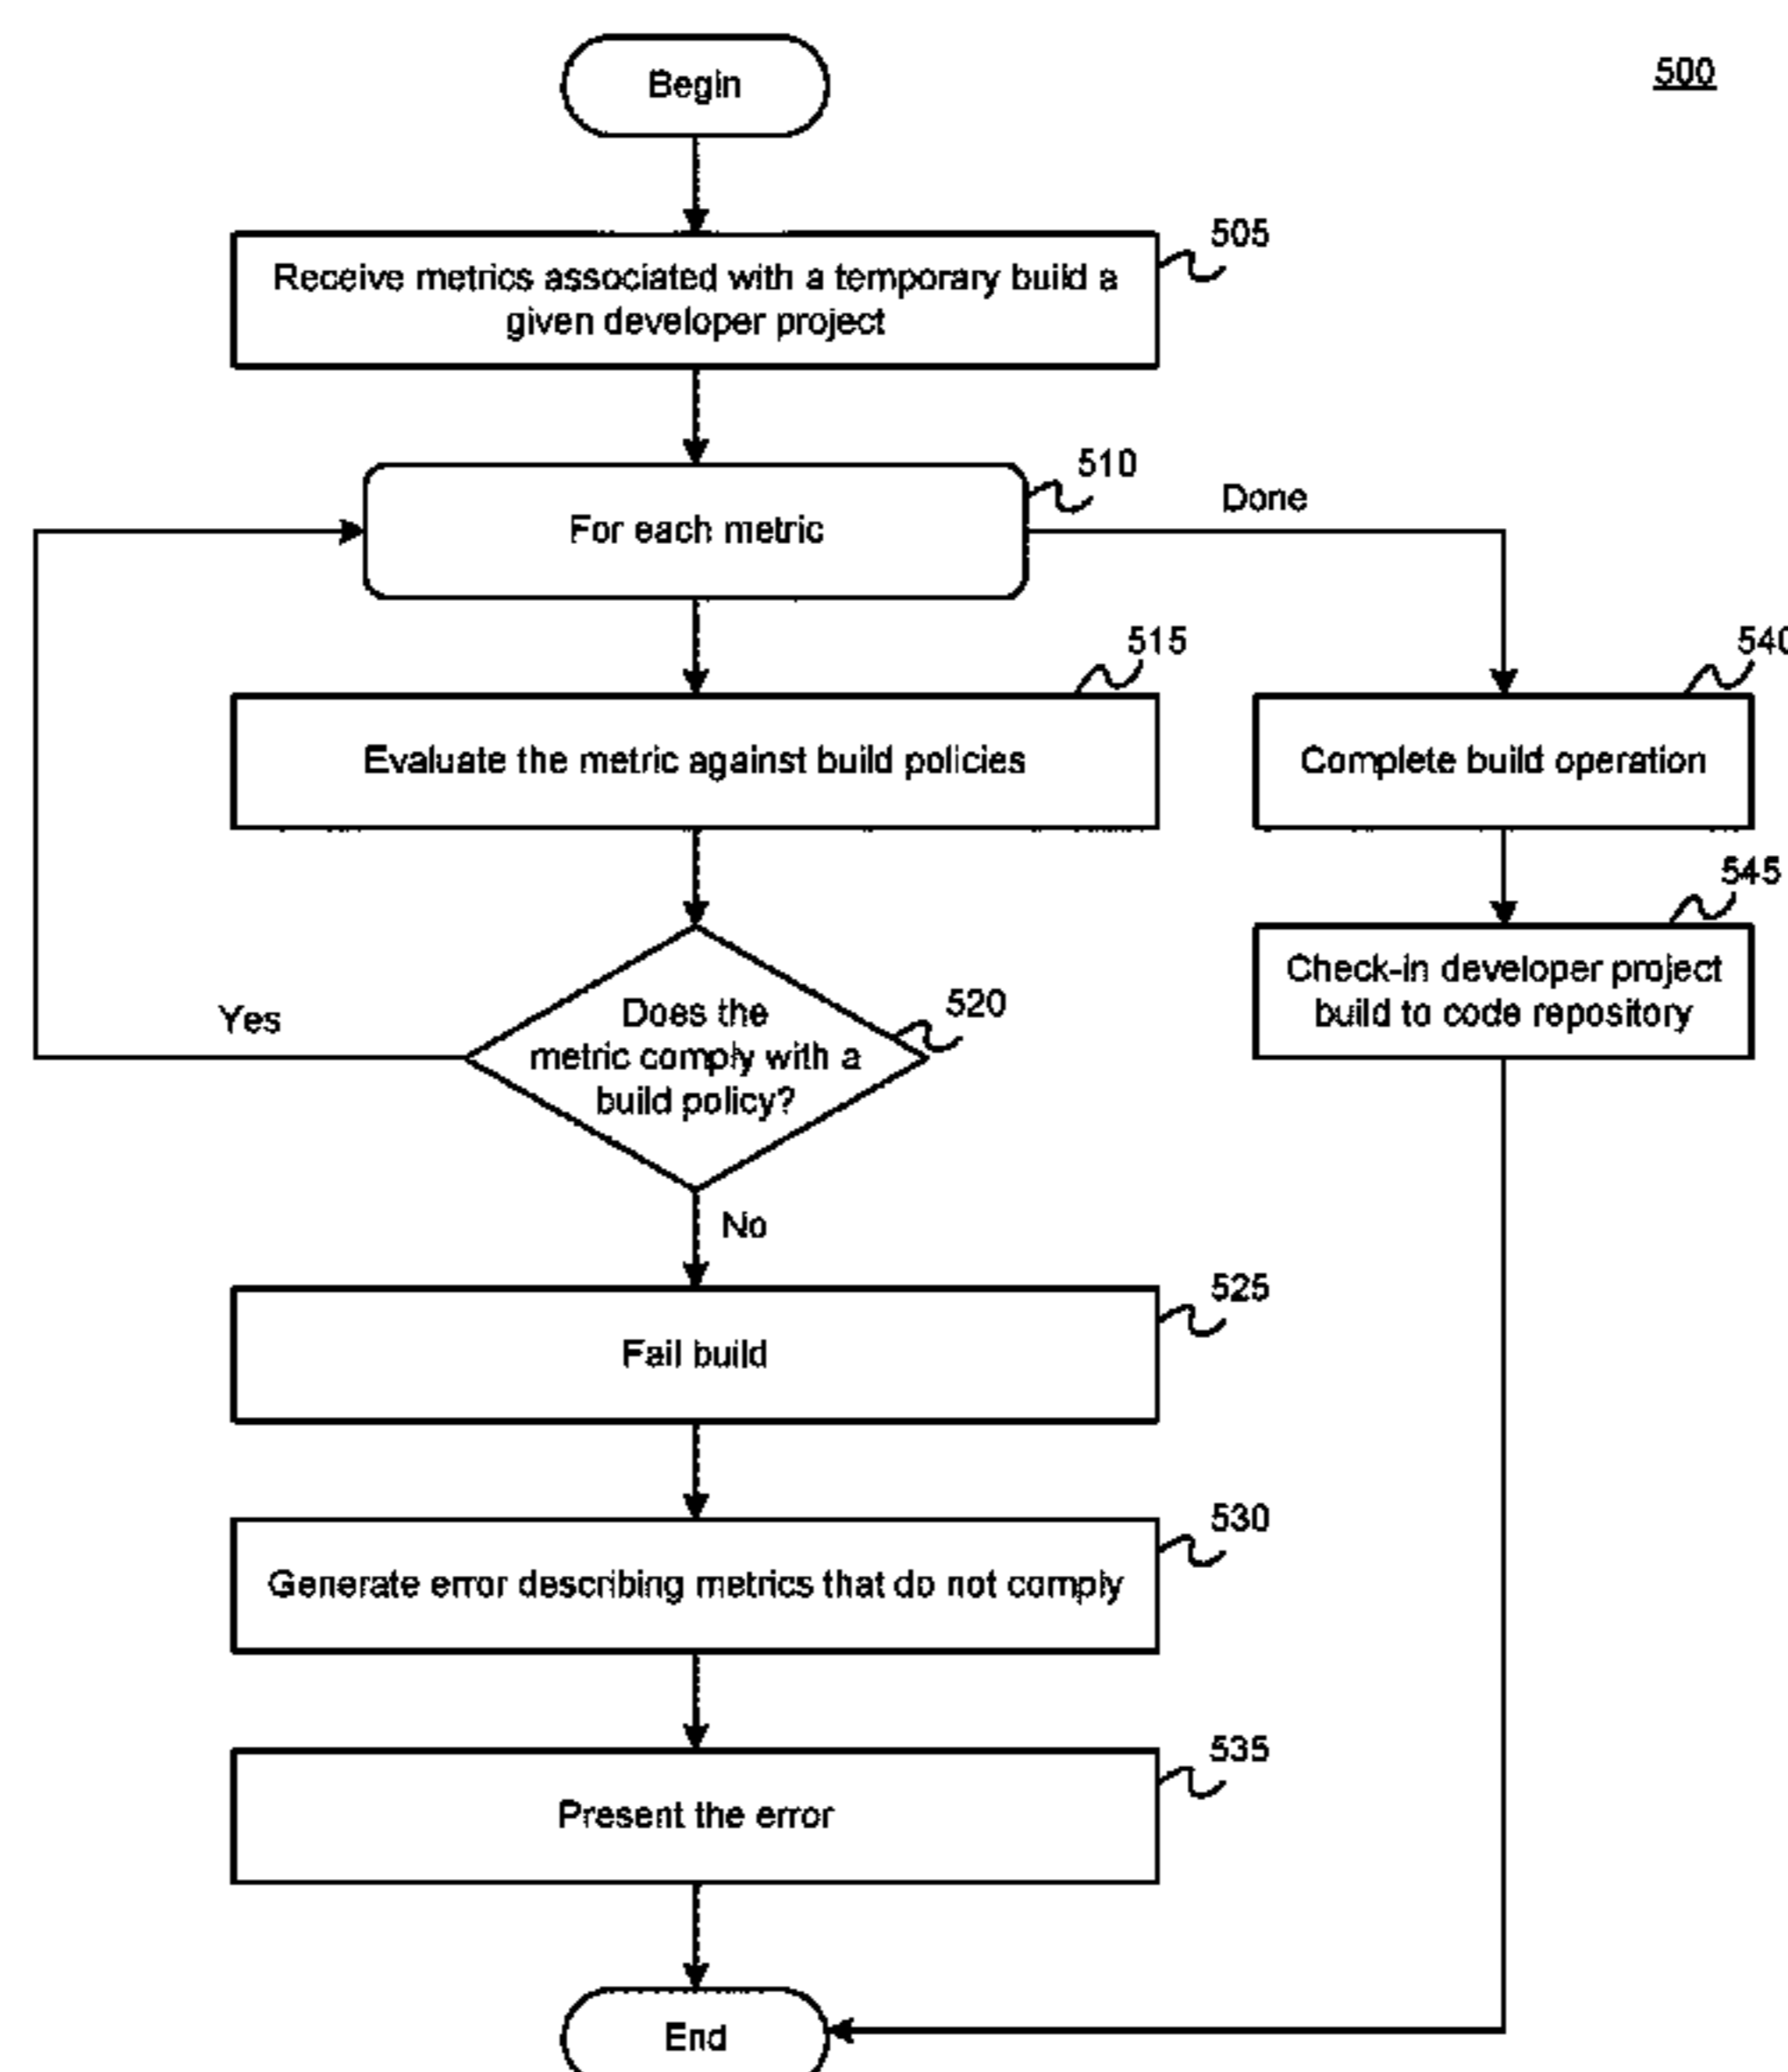 Begin
500
505
Receive metrics associated with a temporary build a
given developer project
510
For each metric
Done
515
540
Evaluate the metric against build policies
Complete build operation
545
Check-in developer project
build to code repository
520
Does the
metric comply with a
build policy?
Yes
No
525
Fail build
530
Generate error describing metrics that do not comply
535
Present the error
End